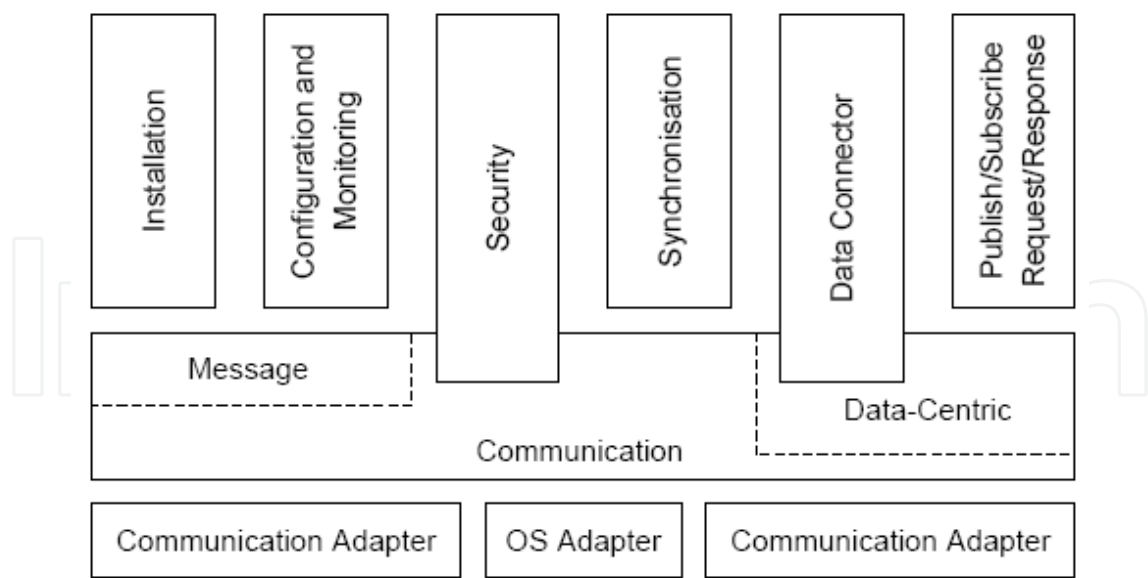 Installation
Configuration and
Monitoring
Security
Synchronisation
Data Connector
Publish/Subscribe
Request/Response
Message
Data-Centric
Communication
Communication Adapter
OS Adapter
Communication Adapter